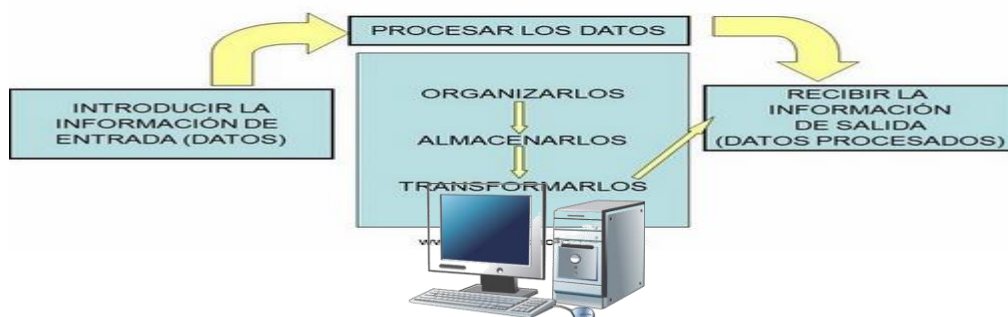 PROCESAR LOS DATOS
INTRODUCIR LA
INFORMACIÓN DE
ENTRADA (DATOS)
ORGANIZARLOS
ALMACENARLOS
TRANSFORMARLOS
RECIBIR LA
INFORMACIÓN
DE SALIDA
(DATOS PROCESADOS)